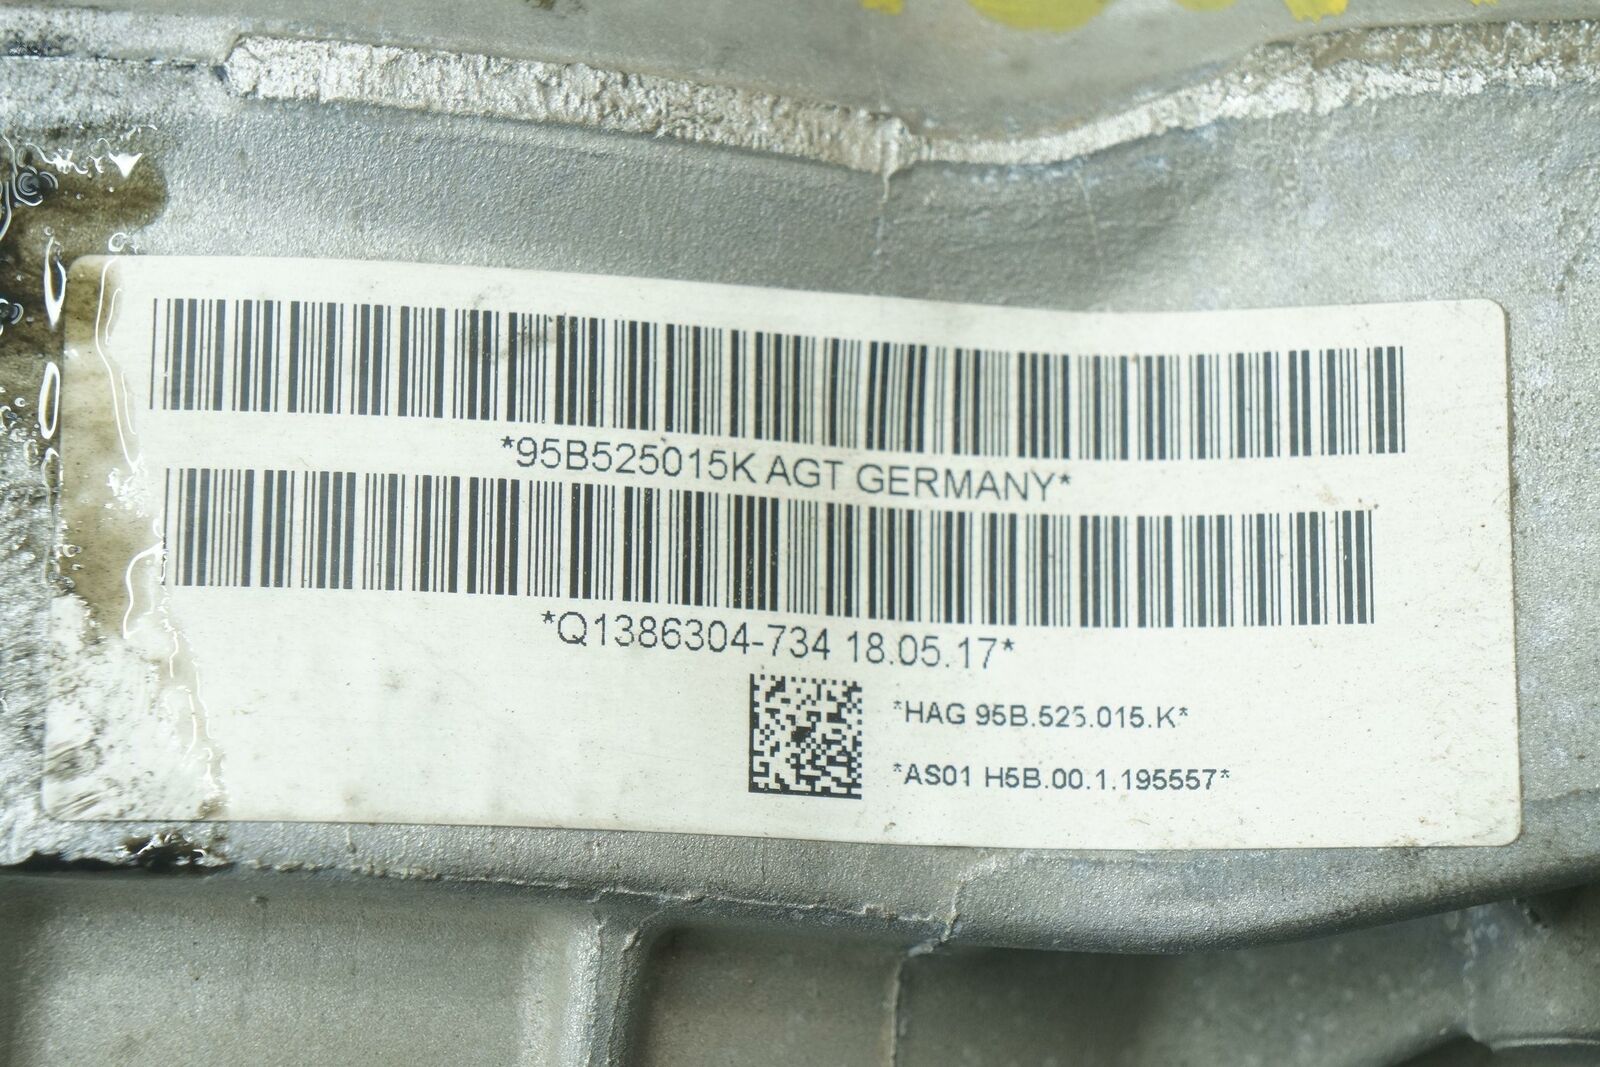 *95B525015K AGT GERMANY*
*Q1386304-734 18.05.17*
*HAG 95B.525.015.K*
*AS01 H5B.00.1.195557*